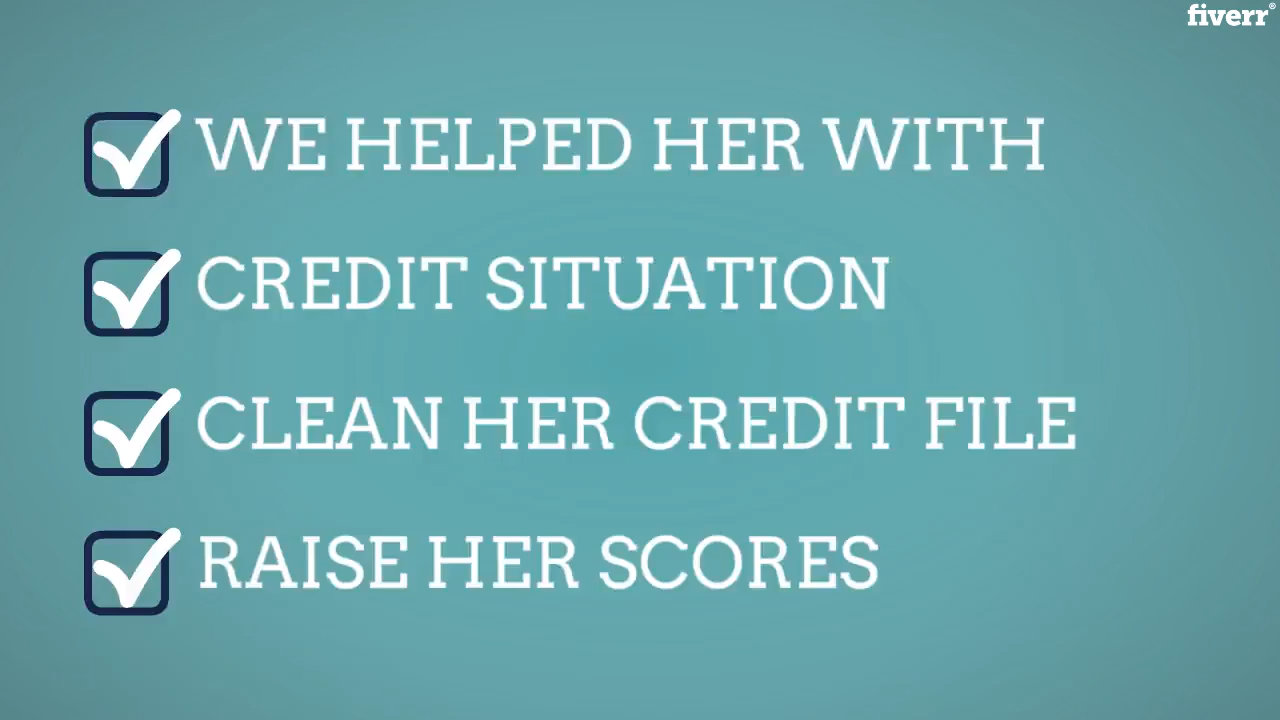 fiverr®
WE HELPED HER WITH
CREDIT SITUATION
CLEAN HER CREDIT FILE
RAISE HER SCORES